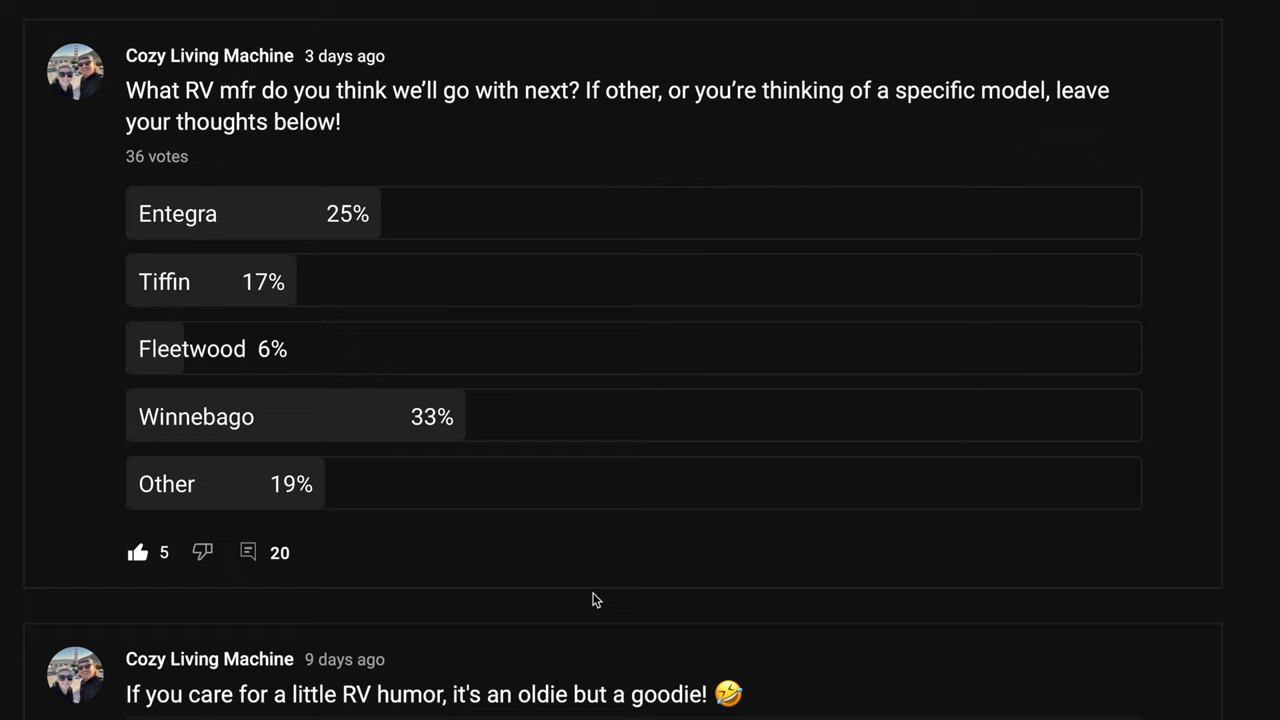 Cozy Living Machine 3 days ago
What RV mfr do you think we’ll go with next? If other, or you’re thinking of a specific model, leave
your thoughts below!
36 votes
Entegra 25%
Tiffin 17%
Fleetwood 6%
Winnebago 33%
Other 19%
5 20
Cozy Living Machine 9 days ago
If you care for a little RV humor, it's an oldie but a goodie! 🤣